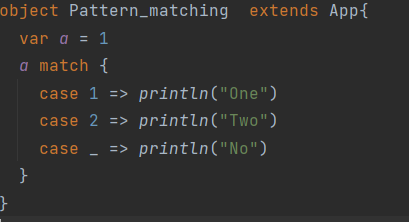 object Pattern_matching  extends App{
  var a = 1
  a match {
    case 1 => println("One")
    case 2 => println("Two")
    case _ => println("No")
  }
}